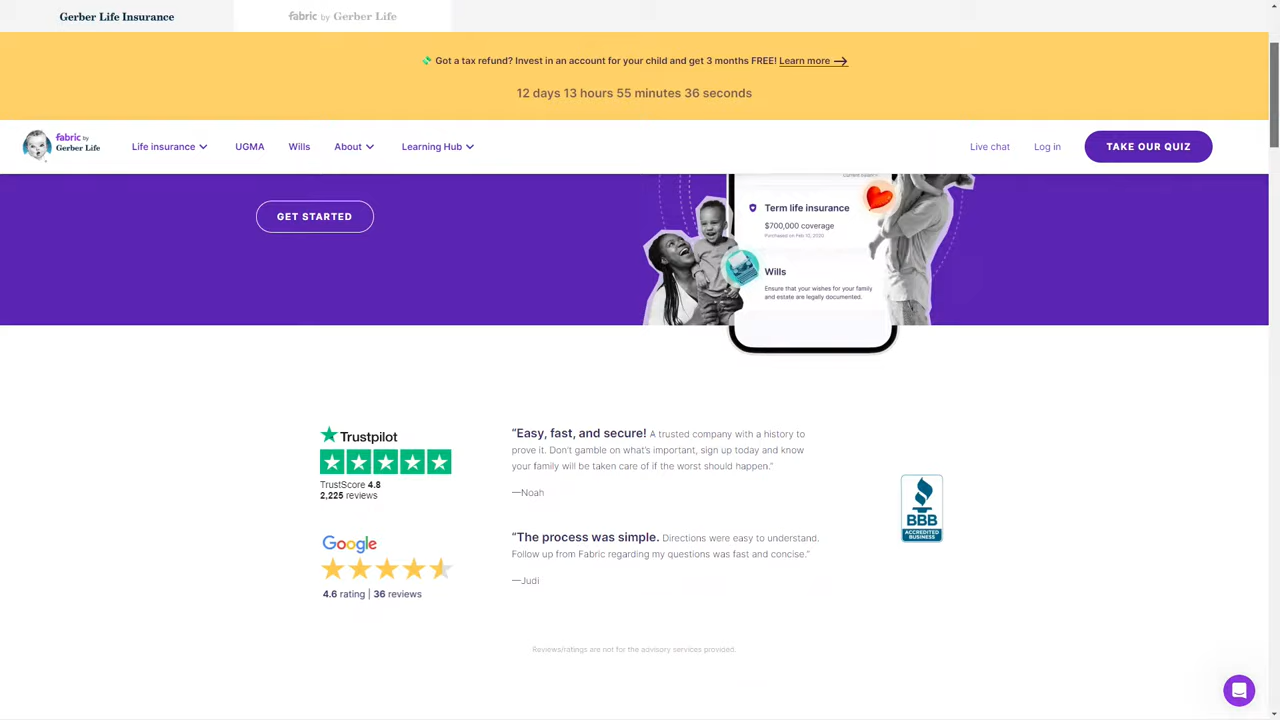 Gerber Life Insurance
fabric by Gerber Life
Got a tax refund? Invest in an account for your child and get 3 months FREE! Learn more
12 days 13 hours 55 minutes 36 seconds
fabric by
Gerber Life
Life insurance
UGMA
Wills
About
Learning Hub
Live chat
Log in
TAKE OUR QUIZ
GET STARTED
Term life insurance
$700,000 coverage
Purchased on Feb 10, 2020
Wills
Ensure that your wishes for your family
and estate are legally documented.
Trustpilot
TrustScore 4.8
2,225 reviews
Google
4.6 rating | 36 reviews
“Easy, fast, and secure! A trusted company with a history to
prove it. Don’t gamble on what’s important, sign up today and know
your family will be taken care of if the worst should happen.”
—Noah
“The process was simple. Directions were easy to understand.
Follow up from Fabric regarding my questions was fast and concise.”
—Judi
BBB
ACCREDITED
BUSINESS
Reviews/ratings are not for the advisory services provided.